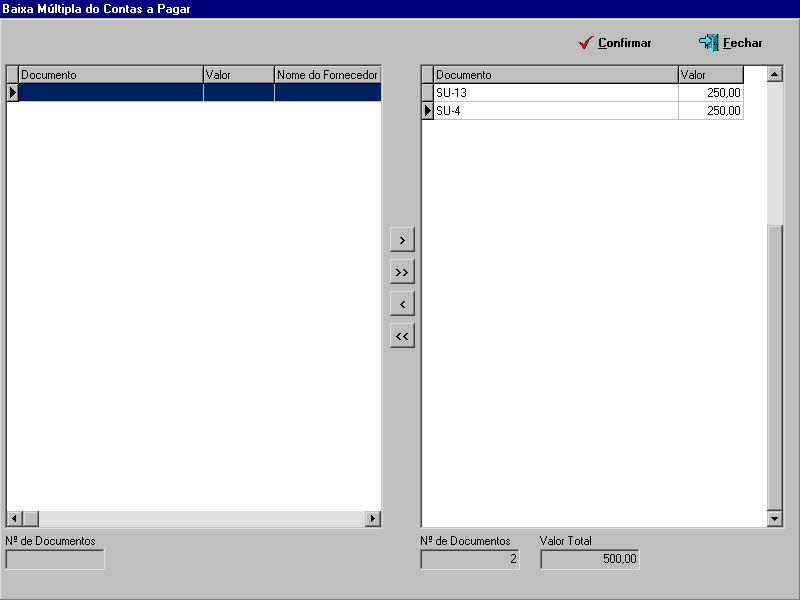 Baixa Múltipla do Contas a Pagar
Confirmar Fechar
Documento Valor Nome do Fornecedor
Documento Valor
SU-13 250,00
SU-4 250,00
>
>>
<
<<
Nº de Documentos
Nº de Documentos Valor Total
2 500,00